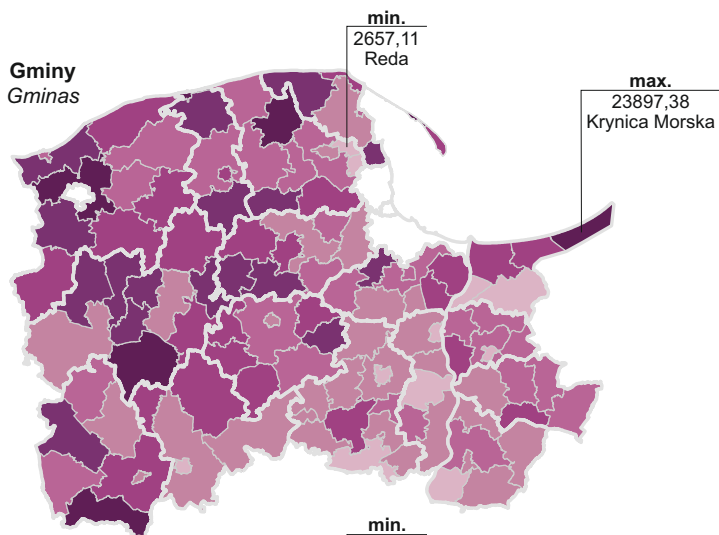 min.
2657,11
Reda
Gminy
Gminas
max.
23897,38
Krynica Morska
min.